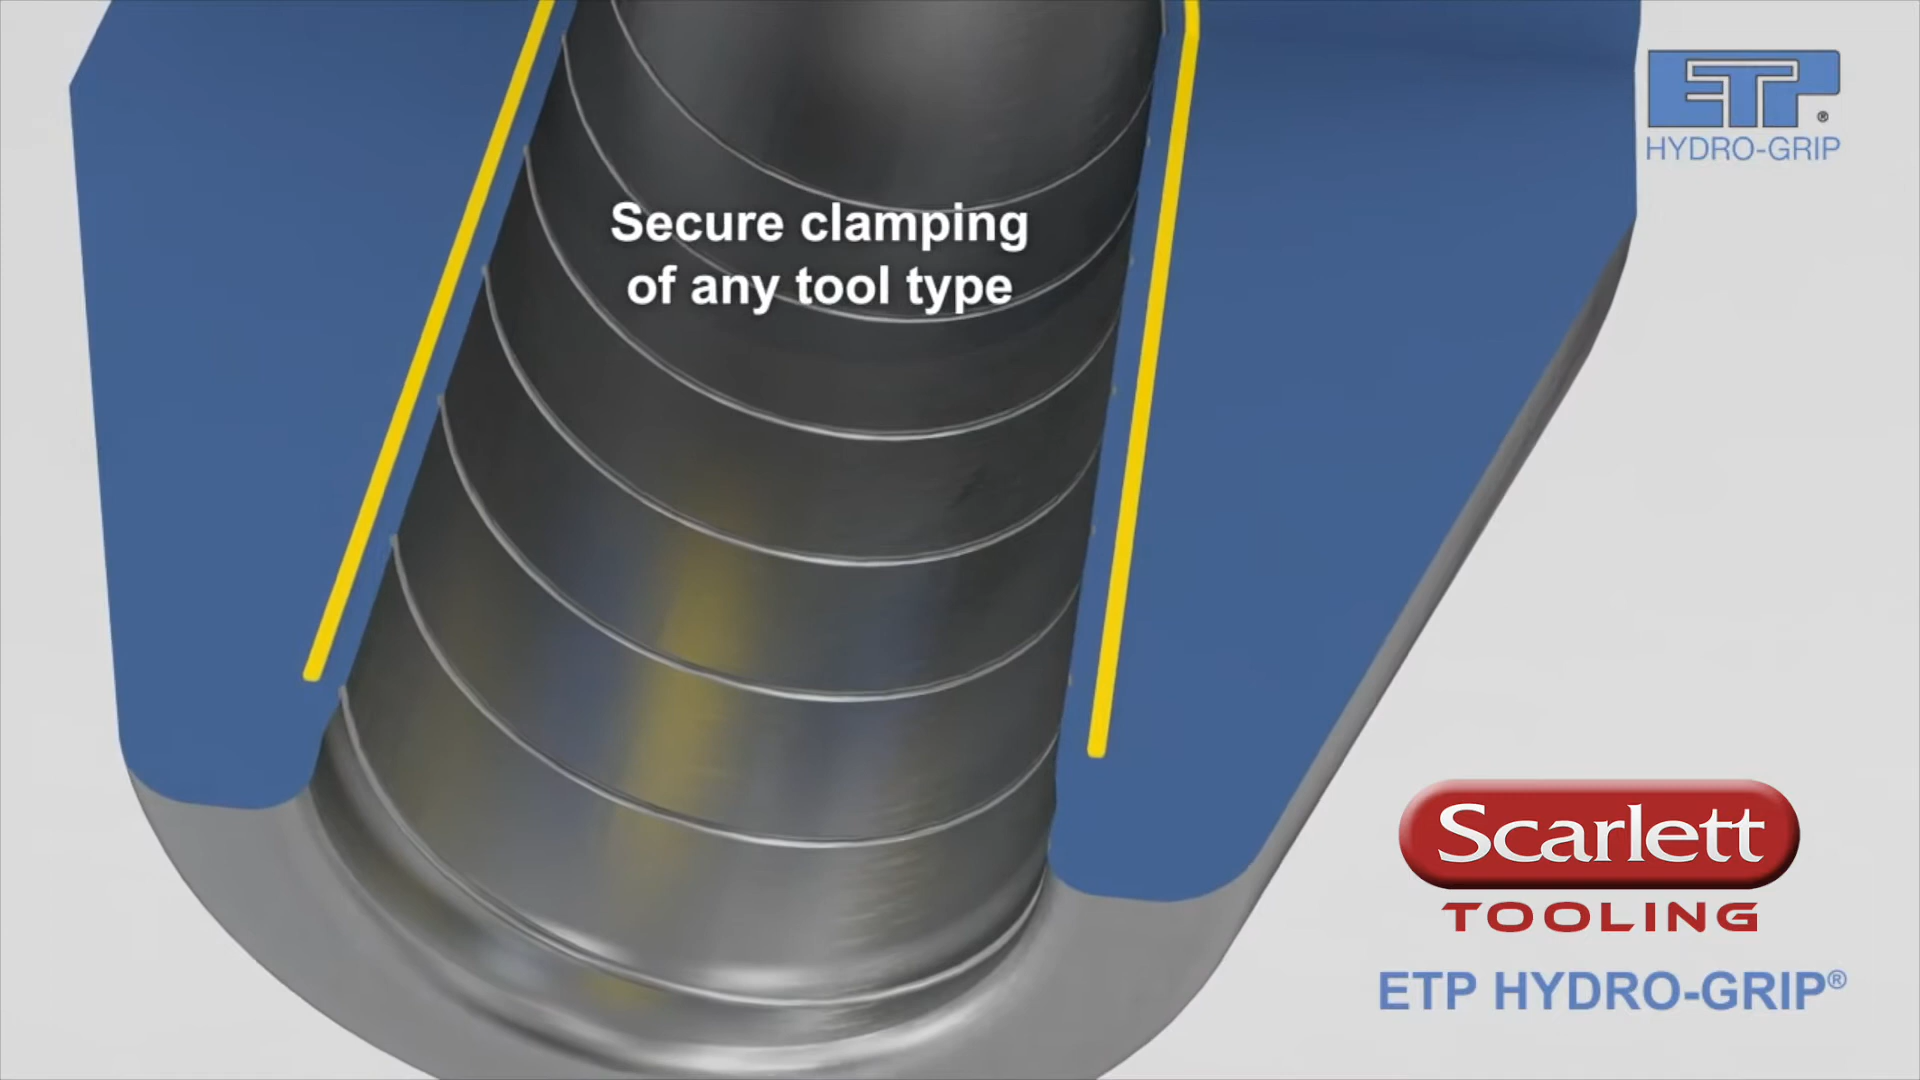 ETP®
HYDRO-GRIP
Secure clamping
of any tool type
Scarlett
TOOLING
ETP HYDRO-GRIP®